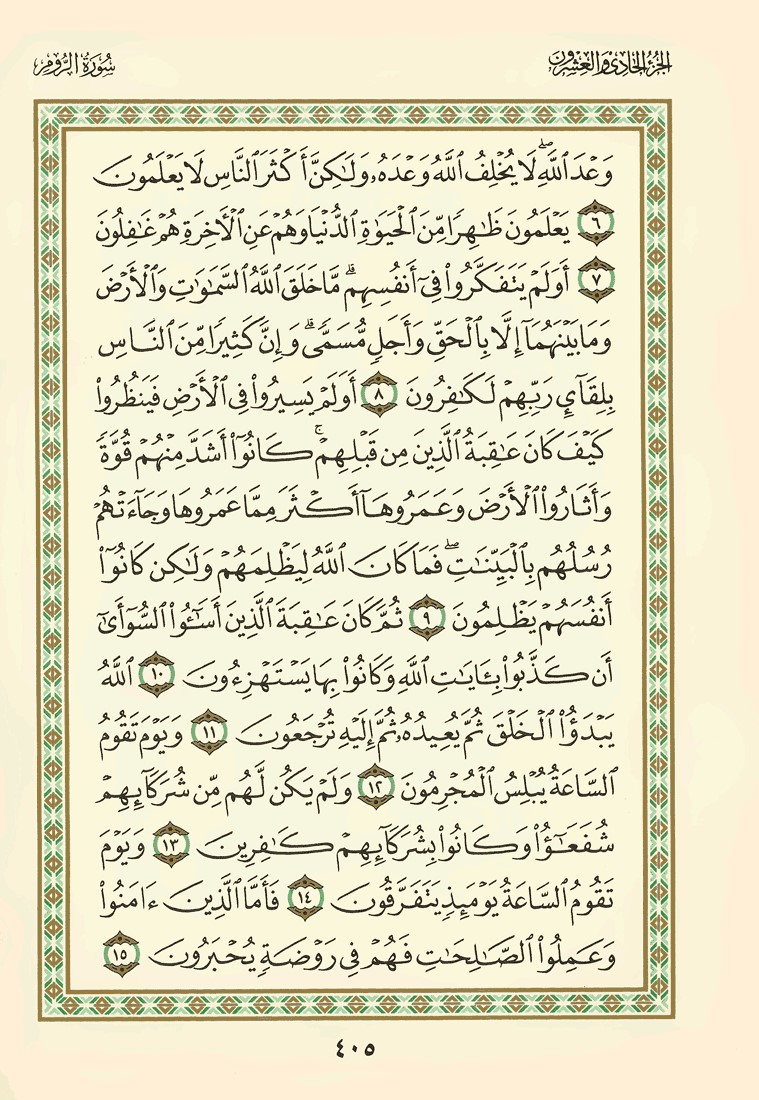 الجزء الحادي والعشرون
سورة الروم
وَعْدَ ٱللَّهِ ۖ لَا يُخْلِفُ ٱللَّهُ وَعْدَهُۥ وَلَٰكِنَّ أَكْثَرَ ٱلنَّاسِ لَا يَعْلَمُونَ
٦ يَعْلَمُونَ ظَٰهِرًا مِّنَ ٱلْحَيَوٰةِ ٱلدُّنْيَا وَهُمْ عَنِ ٱلْءَاخِرَةِ هُمْ غَٰفِلُونَ
٧ أَوَلَمْ يَتَفَكَّرُوا۟ فِىٓ أَنفُسِهِم ۗ مَّا خَلَقَ ٱللَّهُ ٱلسَّمَٰوَٰتِ وَٱلْأَرْضَ
وَمَا بَيْنَهُمَآ إِلَّا بِٱلْحَقِّ وَأَجَلٍ مُّسَمًّى ۗ وَإِنَّ كَثِيرًا مِّنَ ٱلنَّاسِ
بِلِقَآئِ رَبِّهِمْ لَكَٰفِرُونَ ٨ أَوَلَمْ يَسِيرُوا۟ فِى ٱلْأَرْضِ فَيَنظُرُوا۟
كَيْفَ كَانَ عَٰقِبَةُ ٱلَّذِينَ مِن قَبْلِهِمْ ۚ كَانُوٓا۟ أَشَدَّ مِنْهُمْ قُوَّةً
وَأَثَارُوا۟ ٱلْأَرْضَ وَعَمَرُوهَآ أَكْثَرَ مِمَّا عَمَرُوهَا وَجَآءَتْهُمْ
رُسُلُهُم بِٱلْبَيِّنَٰتِ ۖ فَمَا كَانَ ٱللَّهُ لِيَظْلِمَهُمْ وَلَٰكِن كَانُوٓا۟
أَنفُسَهُمْ يَظْلِمُونَ ٩ ثُمَّ كَانَ عَٰقِبَةَ ٱلَّذِينَ أَسَٰٓـُٔوا۟ ٱلسُّوٓأَىٰٓ
أَن كَذَّبُوا۟ بِـَٔايَٰتِ ٱللَّهِ وَكَانُوا۟ بِهَا يَسْتَهْزِءُونَ ١٠ ٱللَّهُ
يَبْدَؤُا۟ ٱلْخَلْقَ ثُمَّ يُعِيدُهُۥ ثُمَّ إِلَيْهِ تُرْجَعُونَ ١١ وَيَوْمَ تَقُومُ
ٱلسَّاعَةُ يُبْلِسُ ٱلْمُجْرِمُونَ ١٢ وَلَمْ يَكُن لَّهُم مِّن شُرَكَآئِهِمْ
شُفَعَٰٓؤُا۟ وَكَانُوا۟ بِشُرَكَآئِهِمْ كَٰفِرِينَ ١٣ وَيَوْمَ
تَقُومُ ٱلسَّاعَةُ يَوْمَئِذٍ يَتَفَرَّقُونَ ١٤ فَأَمَّا ٱلَّذِينَ ءَامَنُوا۟
وَعَمِلُوا۟ ٱلصَّٰلِحَٰتِ فَهُمْ فِى رَوْضَةٍ يُحْبَرُونَ ١٥
٤٠٥